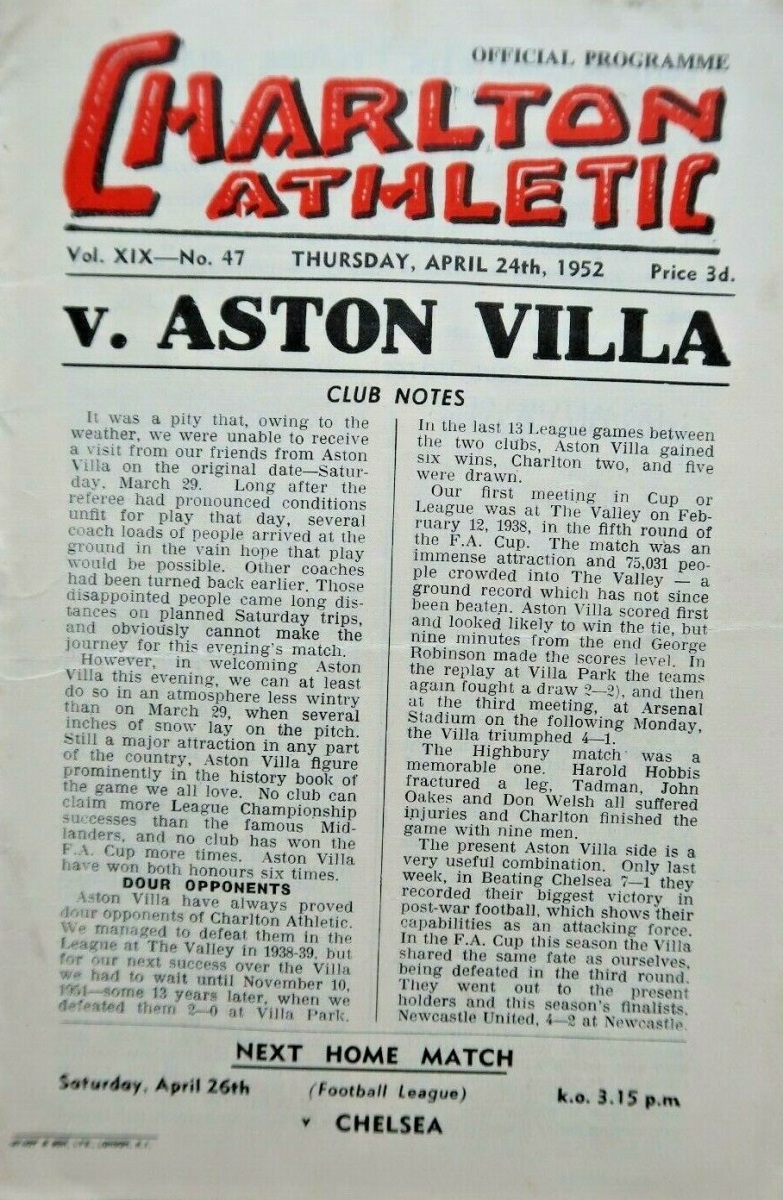 OFFICIAL PROGRAMME
CHARLTON
ATHLETIC
Vol. XIX—No. 47 THURSDAY, APRIL 24th, 1952 Price 3d.
v. ASTON VILLA
CLUB NOTES
It was a pity that, owing to the
weather, we were unable to receive
a visit from our friends from Aston
Villa on the original date—Satur-
day, March 29. Long after the
referee had pronounced conditions
unfit for play that day, several
coach loads of people arrived at the
ground in the vain hope that play
would be possible. Other coaches
had been turned back earlier. Those
disappointed people came long dis-
tances on planned Saturday trips,
and obviously cannot make the
journey for this evening's match.
However, in welcoming Aston
Villa this evening, we can at least
do so in an atmosphere less wintry
than on March 29, when several
inches of snow lay on the pitch.
Still a major attraction in any part
of the country, Aston Villa figure
prominently in the history book of
the game we all love. No club can
claim more League Championship
successes than the famous Mid-
landers, and no club has won the
F.A. Cup more times. Aston Villa
have won both honours six times.
DOUR OPPONENTS
Aston Villa have always proved
dour opponents of Charlton Athletic.
We managed to defeat them in the
League at The Valley in 1938-39, but
for our next success over the Villa
we had to wait until November 10,
1951—some 13 years later, when we
defeated them 2—0 at Villa Park.
In the last 13 League games between
the two clubs, Aston Villa gained
six wins, Charlton two, and five
were drawn.
Our first meeting in Cup or
League was at The Valley on Feb-
ruary 12, 1938, in the fifth round of
the F.A. Cup. The match was an
immense attraction and 75,031 peo-
ple crowded into The Valley — a
ground record which has not since
been beaten. Aston Villa scored first
and looked likely to win the tie, but
nine minutes from the end George
Robinson made the scores level. In
the replay at Villa Park the teams
again fought a draw 2—2), and then
at the third meeting, at Arsenal
Stadium on the following Monday,
the Villa triumphed 4—1.
The Highbury match was a
memorable one. Harold Hobbis
fractured a leg, Tadman, John
Oakes and Don Welsh all suffered
injuries and Charlton finished the
game with nine men.
The present Aston Villa side is a
very useful combination. Only last
week, in Beating Chelsea 7—1 they
recorded their biggest victory in
post-war football, which shows their
capabilities as an attacking force.
In the F.A. Cup this season the Villa
shared the same fate as ourselves,
being defeated in the third round.
They went out to the present
holders and this season's finalists,
Newcastle United, 4—2 at Newcastle.
NEXT HOME MATCH
Saturday, April 26th (Football League) k.o. 3.15 p.m
v CHELSEA